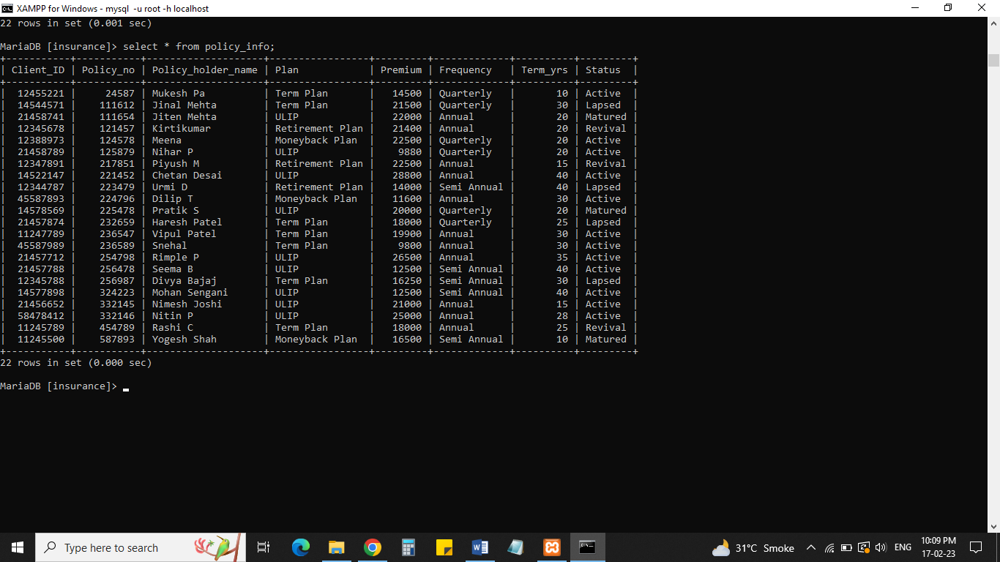 XAMPP for Windows - mysql -u root -h localhost
22 rows in set (0.001 sec)
MariaDB [insurance]> select * from policy_info;
+-----------+-----------+--------------------+-----------------+---------+-------------+----------+---------+
| Client_ID | Policy_no | Policy_holder_name | Plan            | Premium | Frequency   | Term_yrs | Status  |
+-----------+-----------+--------------------+-----------------+---------+-------------+----------+---------+
|  12455221 |     24587 | Mukesh Pa          | Term Plan       |   14500 | Quarterly   |       10 | Active  |
|  14544571 |    111612 | Jinal Mehta        | Term Plan       |   21500 | Quarterly   |       30 | Lapsed  |
|  21458741 |    111654 | Jiten Mehta        | ULIP            |   22000 | Annual      |       20 | Matured |
|  12345678 |    121457 | Kirtikumar         | Retirement Plan |   21400 | Annual      |       20 | Revival |
|  12388973 |    124578 | Meena              | Moneyback Plan  |   22500 | Quarterly   |       20 | Active  |
|  21458789 |    125879 | Nihar P            | ULIP            |    9880 | Quarterly   |       20 | Active  |
|  12347891 |    217851 | Piyush M           | Retirement Plan |   22500 | Annual      |       15 | Revival |
|  14522147 |    221452 | Chetan Desai       | ULIP            |   28800 | Annual      |       40 | Active  |
|  12344787 |    223479 | Urmi D             | Retirement Plan |   14000 | Semi Annual |       40 | Lapsed  |
|  45587893 |    224796 | Dilip T            | Moneyback Plan  |   11600 | Annual      |       30 | Active  |
|  14578569 |    225478 | Pratik S           | ULIP            |   20000 | Quarterly   |       20 | Matured |
|  21457874 |    232659 | Haresh Patel       | Term Plan       |   18000 | Quarterly   |       25 | Lapsed  |
|  11247789 |    236547 | Vipul Patel        | Term Plan       |   19900 | Annual      |       30 | Active  |
|  45587989 |    236589 | Snehal             | Term Plan       |    9800 | Annual      |       30 | Active  |
|  21457712 |    254798 | Rimple P           | ULIP            |   26500 | Annual      |       35 | Active  |
|  21457788 |    256478 | Seema B            | ULIP            |   12500 | Semi Annual |       40 | Active  |
|  12345788 |    256987 | Divya Bajaj        | Term Plan       |   16250 | Semi Annual |       30 | Lapsed  |
|  14577898 |    324223 | Mohan Sengani      | ULIP            |   12500 | Semi Annual |       40 | Active  |
|  21456652 |    332145 | Nimesh Joshi       | ULIP            |   21000 | Annual      |       15 | Active  |
|  58478412 |    332146 | Nitin P            | ULIP            |   25000 | Annual      |       28 | Active  |
|  11245789 |    454789 | Rashi C            | Term Plan       |   18000 | Annual      |       25 | Revival |
|  11245500 |    587893 | Yogesh Shah        | Moneyback Plan  |   16500 | Semi Annual |       10 | Matured |
+-----------+-----------+--------------------+-----------------+---------+-------------+----------+---------+
22 rows in set (0.000 sec)
MariaDB [insurance]> _
Type here to search
31°C Smoke
ENG
10:09 PM
17-02-23